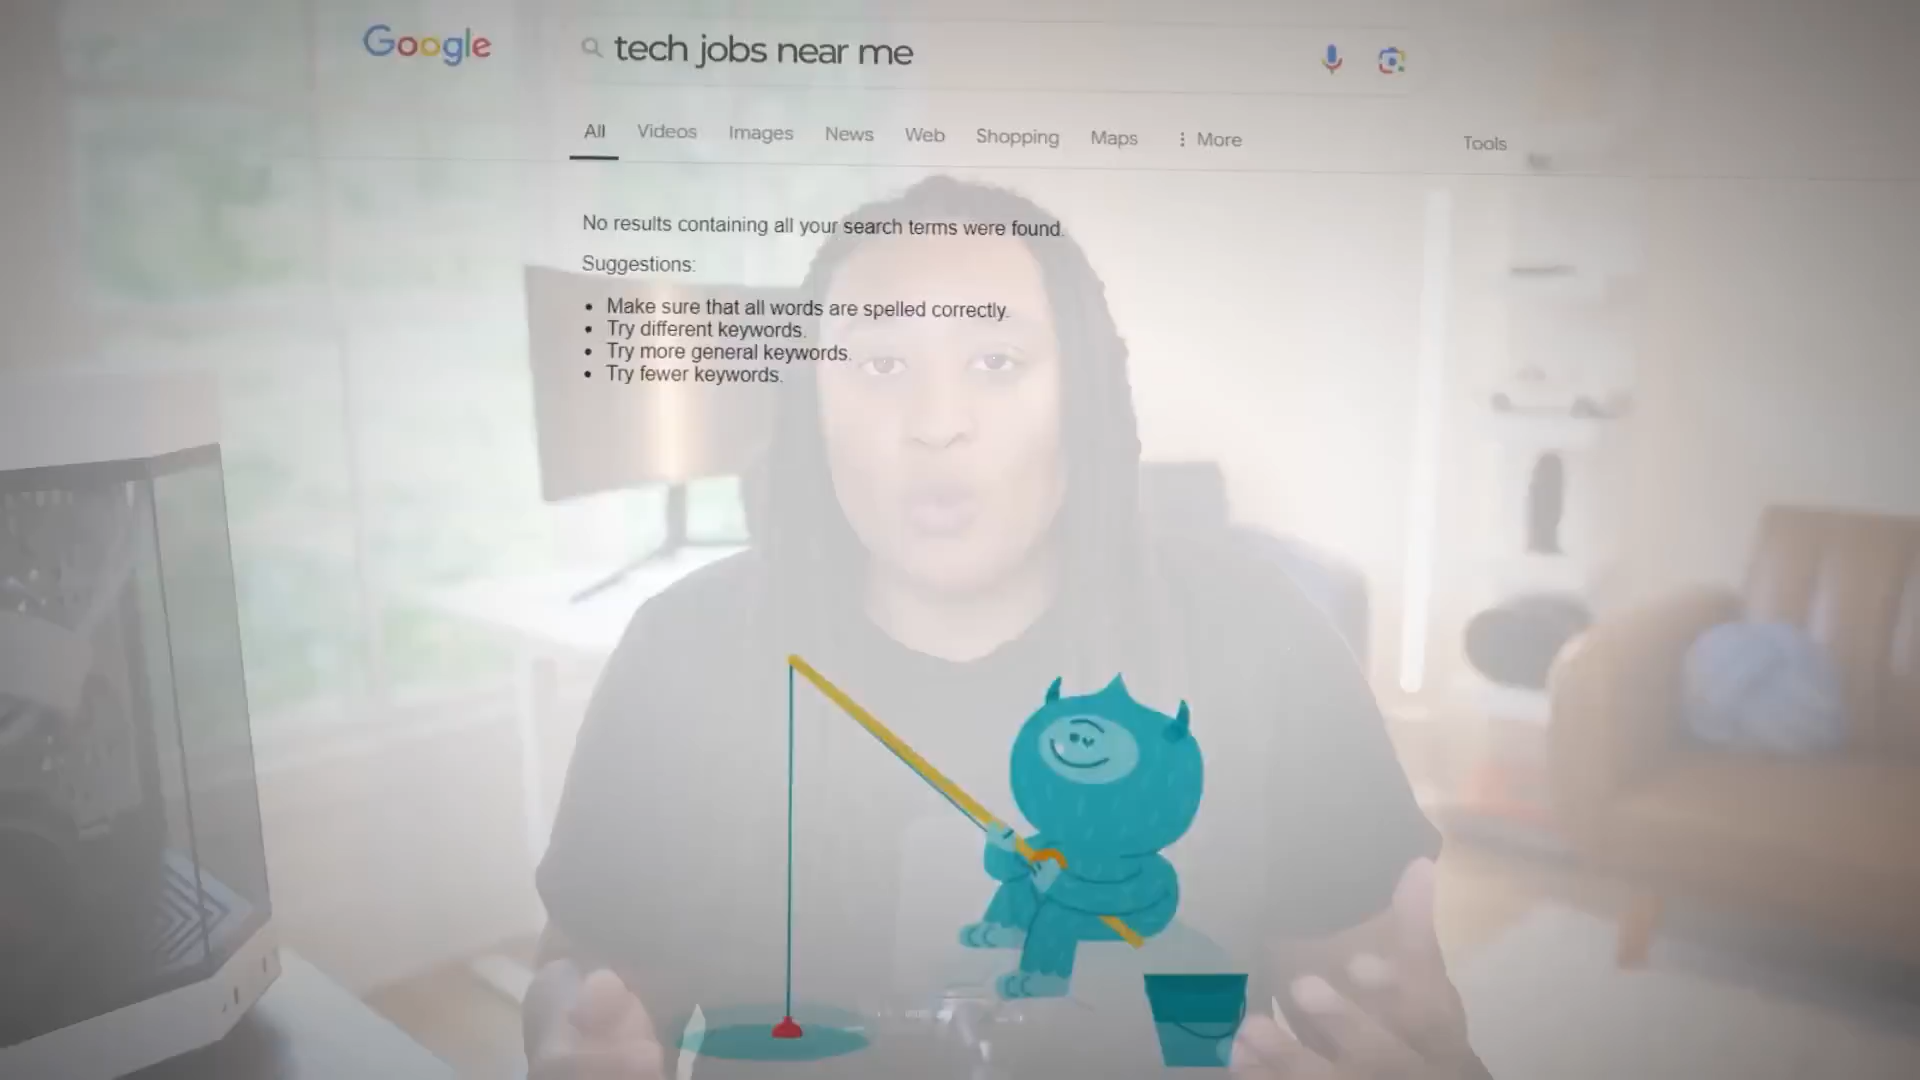 Google
tech jobs near me
All Videos Images News Web Shopping Maps More Tools
No results containing all your search terms were found.
Suggestions:
Make sure that all words are spelled correctly.
Try different keywords.
Try more general keywords.
Try fewer keywords.